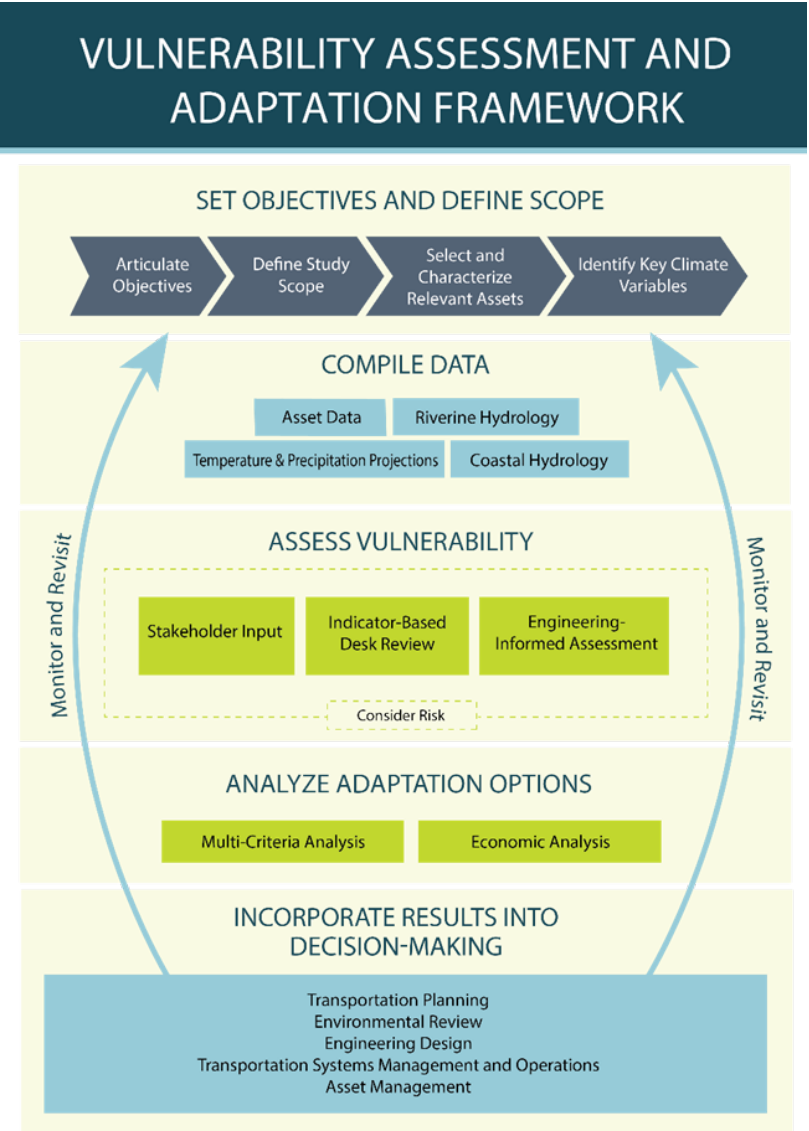 VULNERABILITY ASSESSMENT AND
ADAPTATION FRAMEWORK
SET OBJECTIVES AND DEFINE SCOPE
Articulate
Objectives
Define Study
Scope
Select and
Characterize
Relevant Assets
Identify Key Climate
Variables
COMPILE DATA
Asset Data
Riverine Hydrology
Temperature & Precipitation Projections
Coastal Hydrology
Monitor and Revisit
ASSESS VULNERABILITY
Stakeholder Input
Indicator-Based
Desk Review
Engineering-
Informed Assessment
Consider Risk
Monitor and Revisit
ANALYZE ADAPTATION OPTIONS
Multi-Criteria Analysis
Economic Analysis
INCORPORATE RESULTS INTO
DECISION-MAKING
Transportation Planning
Environmental Review
Engineering Design
Transportation Systems Management and Operations
Asset Management